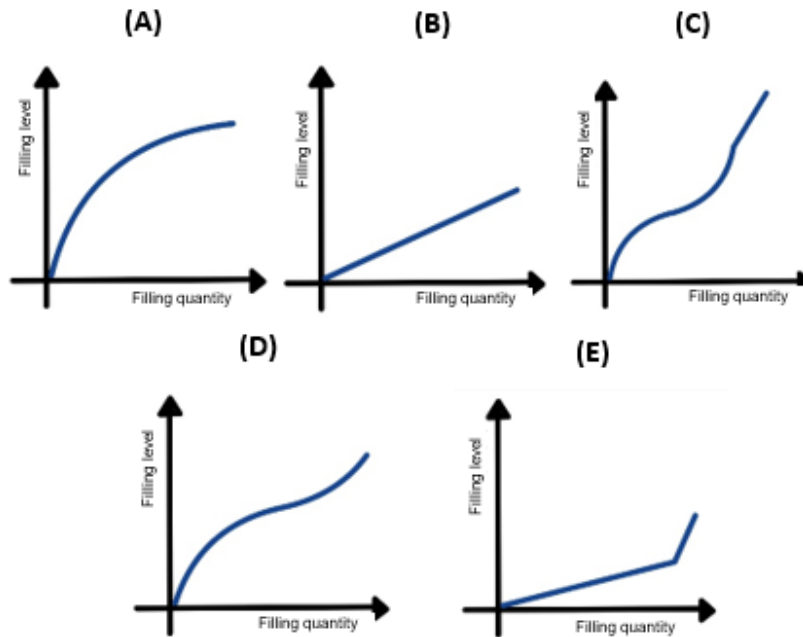 (A)
Filling level
Filling quantity
(B)
Filling level
Filling quantity
(C)
Filling level
Filling quantity
(D)
Filling level
Filling quantity
(E)
Filling level
Filling quantity